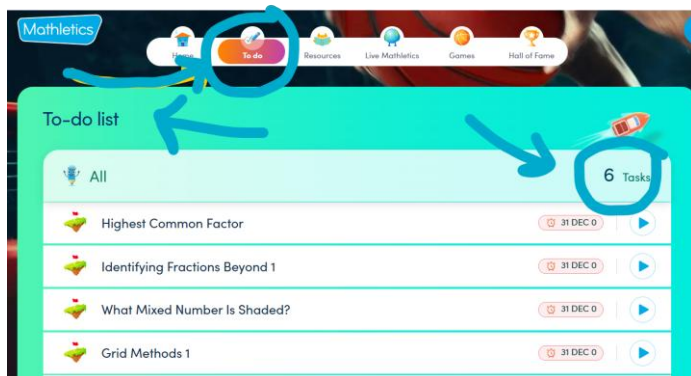 Mathletics
Home To do Resources Live Mathletics Games Hall of Fame
To-do list
All 6 Tasks
Highest Common Factor 31 DEC 0
Identifying Fractions Beyond 1 31 DEC 0
What Mixed Number Is Shaded? 31 DEC 0
Grid Methods 1 31 DEC 0